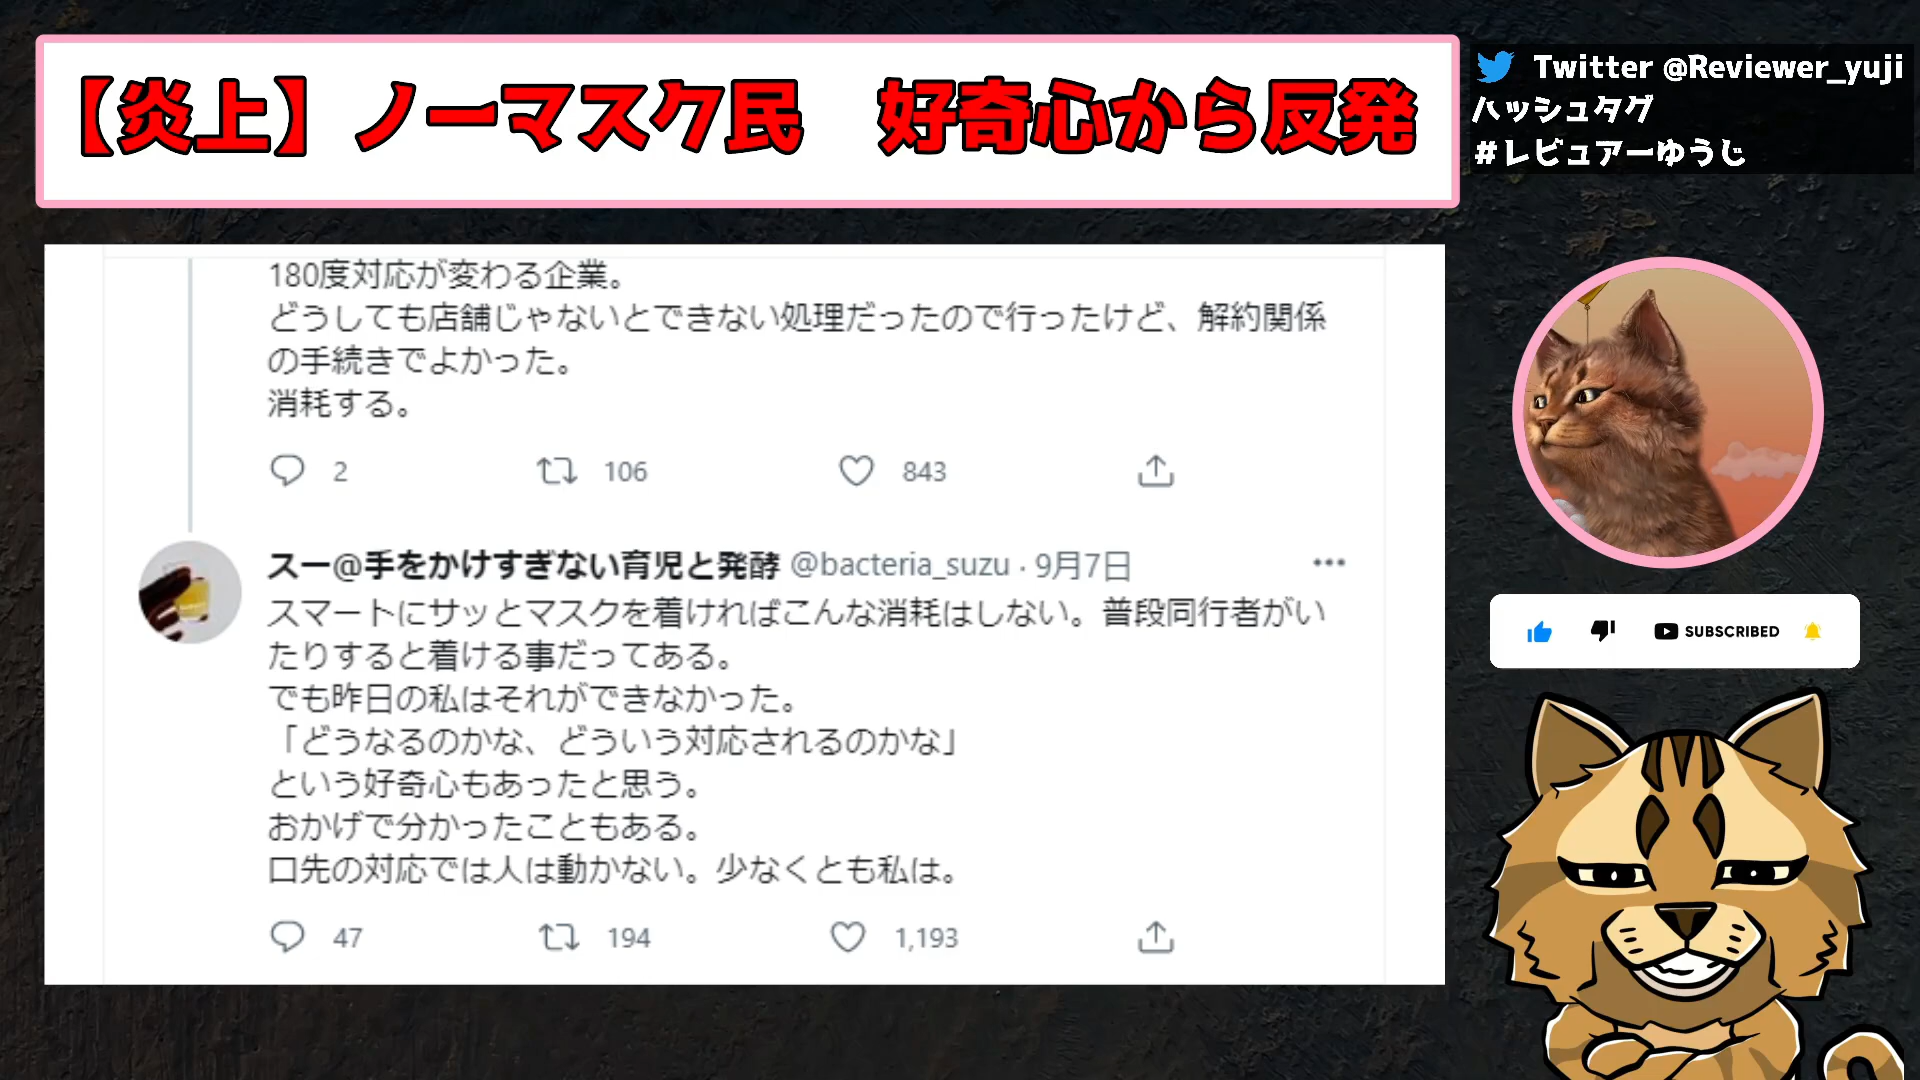 【炎上】ノーマスク民　好奇心から反発
Twitter @Reviewer_yuji
ハッシュタグ
#レビュアーゆうじ
180度対応が変わる企業。
どうしても店舗じゃないとできない処理だったので行ったけど、解約関係
の手続きでよかった。
消耗する。
2 106 843
スー@手をかけすぎない育児と発酵 @bacteria_suzu · 9月7日
スマートにサッとマスクを着ければこんな消耗はしない。普段同行者がい
たりすると着ける事だってある。
でも昨日の私はそれができなかった。
「どうなるのかな、どういう対応されるのかな」
という好奇心もあったと思う。
おかげで分かったこともある。
口先の対応では人は動かない。少なくとも私は。
47 194 1,193
SUBSCRIBED